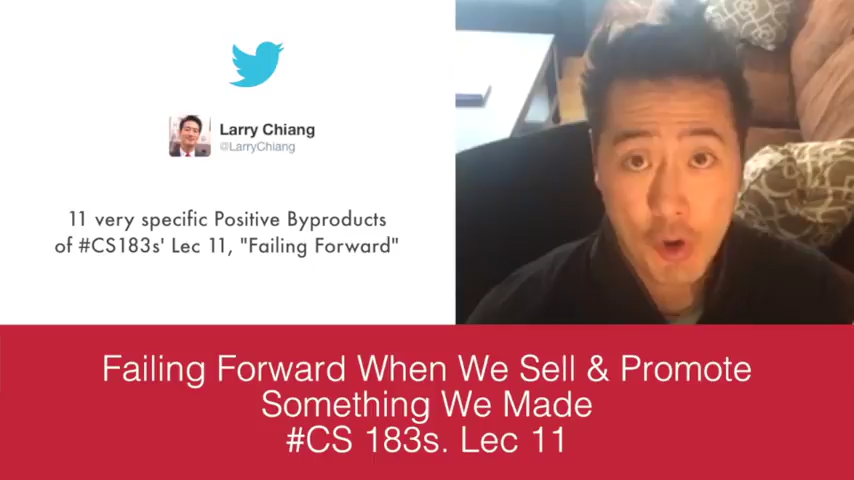 Larry Chiang
@LarryChiang
11 very specific Positive Byproducts
of #CS183s' Lec 11, "Failing Forward"
Failing Forward When We Sell & Promote
Something We Made
#CS 183s. Lec 11